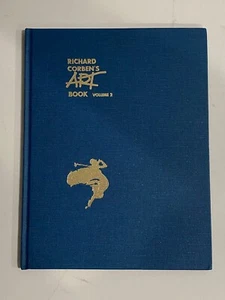 RICHARD
CORBEN'S
ART
BOOK VOLUME 2